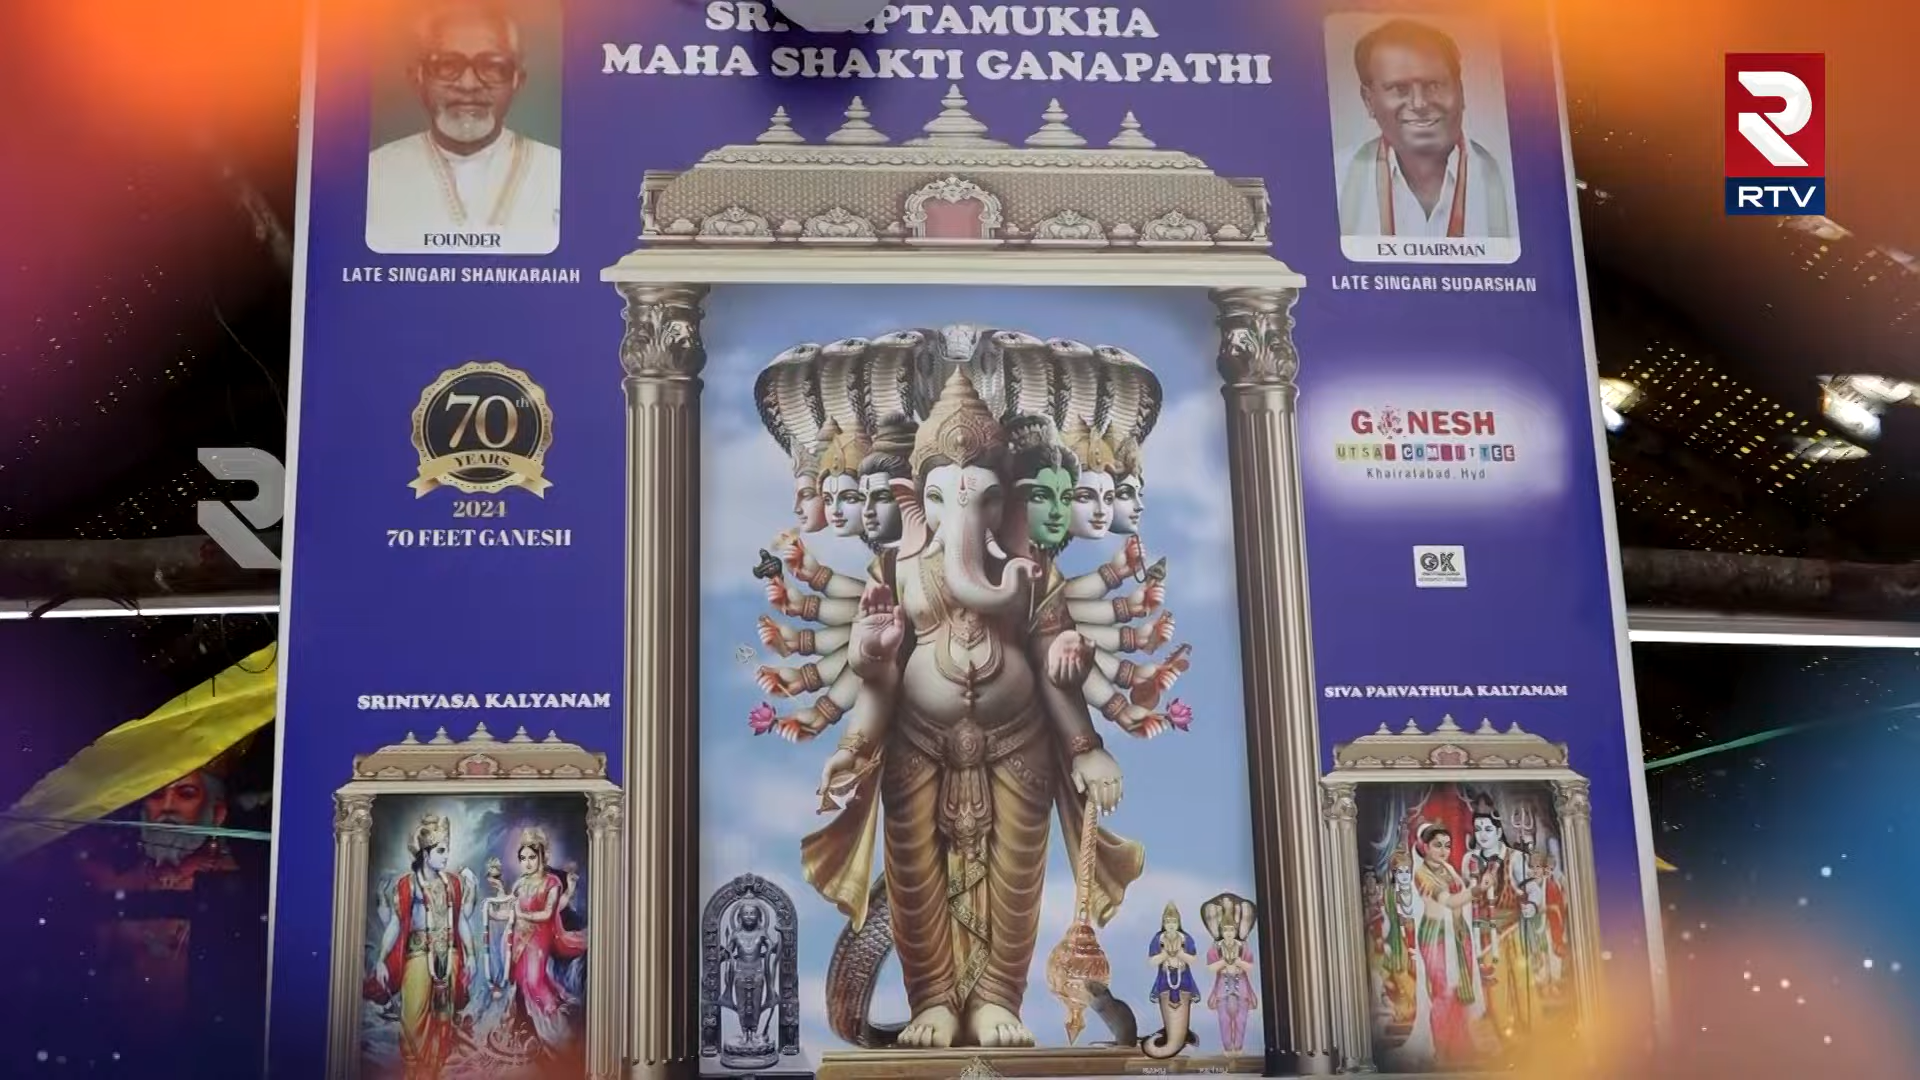 MAHA SHAKTI GANAPATHI
FOUNDER
LATE SINGARI SHANKARAIAH
EX CHAIRMAN
LATE SINGARI SUDARSHAN
RTV
70th
YEARS
2024
70 FEET GANESH
GANESH
UTSAV COMMITTEE
Khairatabad, Hyd
GK
SRINIVASA KALYANAM
SIVA PARVATHULA KALYANAM